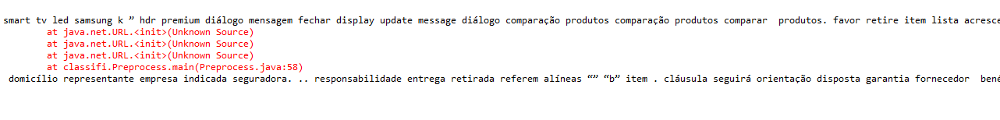 smart tv led samsung k ” hdr premium diálogo mensagem fechar display update message diálogo comparação produtos comparação produtos comparar  produtos. favor retire item lista
at java.net.URL.<init>(Unknown Source)
at java.net.URL.<init>(Unknown Source)
at java.net.URL.<init>(Unknown Source)
at classifi.Preprocess.main(Preprocess.java:58)
domicílio representante empresa indicada seguradora. .. responsabilidade entrega retirada referem alíneas “” “b” item . cláusula seguirá orientação disposta garantia fornecedor